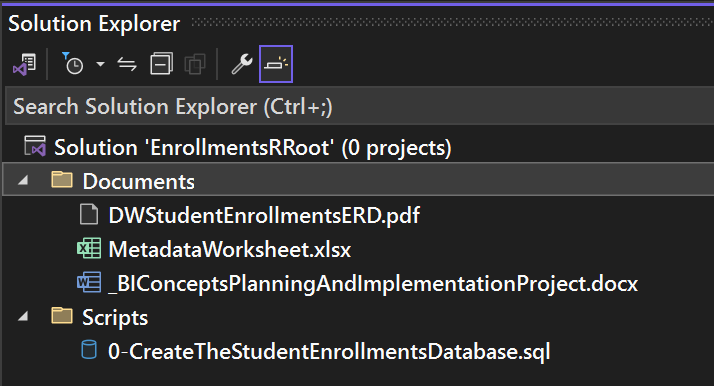 Solution Explorer
Search Solution Explorer (Ctrl+;)
Solution 'EnrollmentsRRoot' (0 projects)
Documents
DWStudentEnrollmentsERD.pdf
MetadataWorksheet.xlsx
_BIConceptsPlanningAndImplementationProject.docx
Scripts
0-CreateTheStudentEnrollmentsDatabase.sql